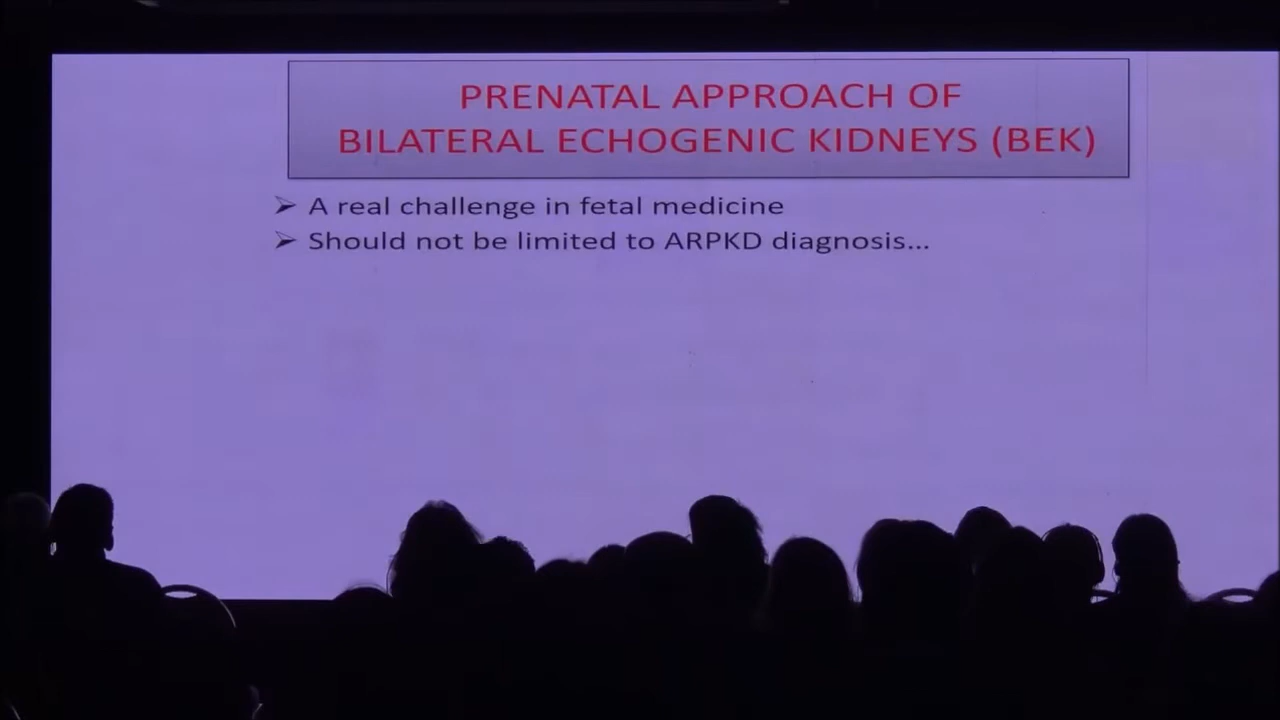 PRENATAL APPROACH OF
BILATERAL ECHOGENIC KIDNEYS (BEK)
➢ A real challenge in fetal medicine
➢ Should not be limited to ARPKD diagnosis...